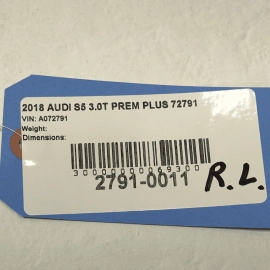 2018 AUDI S5 3.0T PREM PLUS 72791
VIN: A072791
Weight:
Dimensions:
3000000069300
2791-0011
R.L.